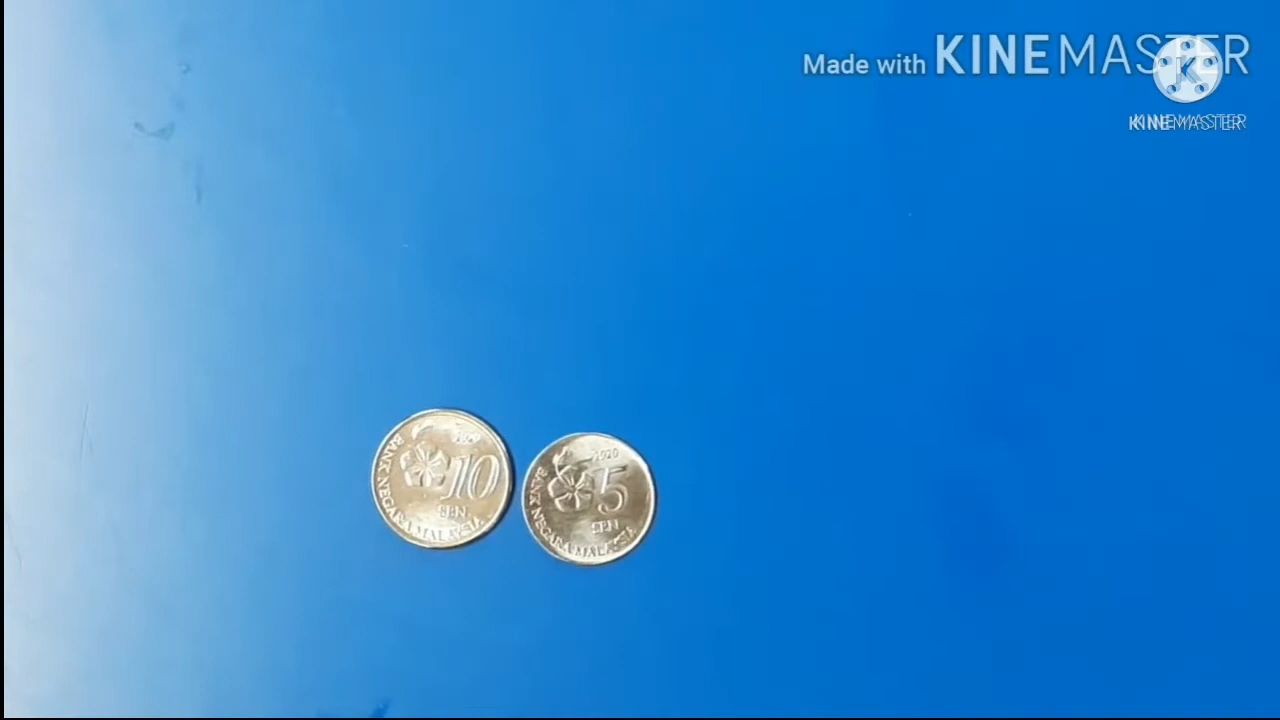 Made with KINEMASTER
KINEMASTER
BANK NEGARA MALAYSIA
10
SEN
2020
5
SEN
BANK NEGARA MALAYSIA